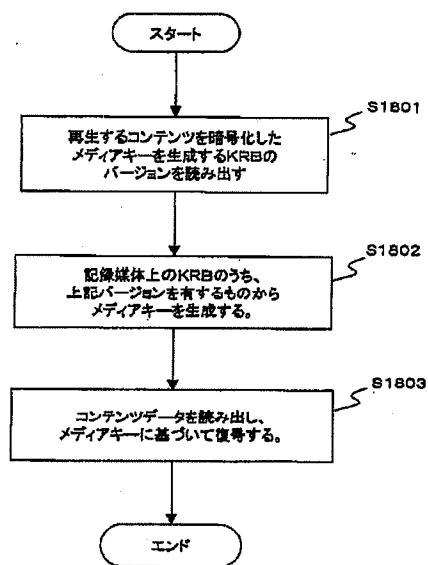 スタート
S1801
再生するコンテンツを暗号化した
メディアキーを生成するKRBの
バージョンを読み出す
S1802
記録媒体上のKRBのうち、
上記バージョンを有するものから
メディアキーを生成する。
S1803
コンテンツデータを読み出し、
メディアキーに基づいて復号する。
エンド